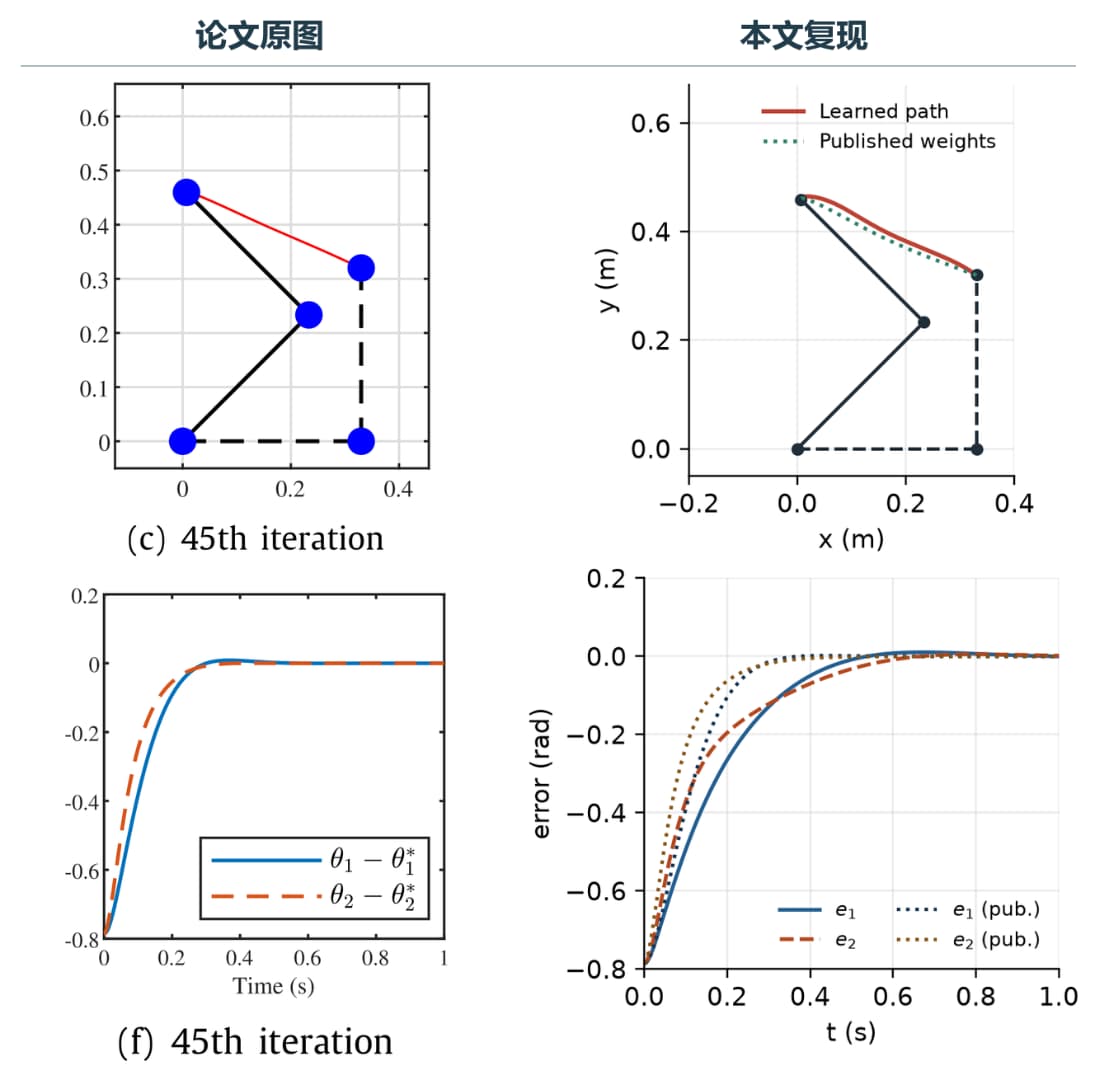 论文原图
本文复现
0.6
0.5
0.4
0.3
0.2
0.1
0
0 0.2 0.4
(c) 45th iteration
Learned path
Published weights
0.6
0.4
0.2
0.0
y (m)
−0.2 0.0 0.2 0.4
x (m)
0.2
0
-0.2
-0.4
-0.6
-0.8
θ₁ − θ₁*
θ₂ − θ₂*
0 0.2 0.4 0.6 0.8 1
Time (s)
(f) 45th iteration
0.2
0.0
−0.2
−0.4
−0.6
−0.8
error (rad)
e₁ e₁ (pub.)
e₂ e₂ (pub.)
0.0 0.2 0.4 0.6 0.8 1.0
t (s)